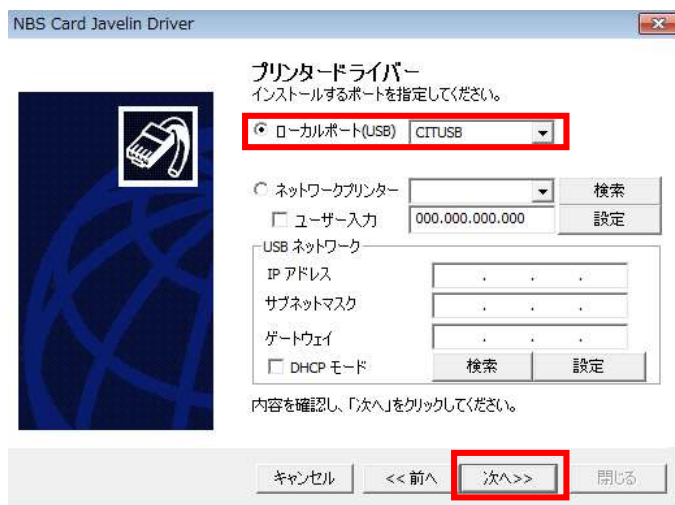 NBS Card Javelin Driver
プリンタードライバー
インストールするポートを指定してください。
ローカルポート(USB) CITUSB
ネットワークプリンター 検索
ユーザー入力 000.000.000.000 設定
USB ネットワーク
IP アドレス . . .
サブネットマスク . . .
ゲートウェイ . . .
DHCP モード 検索 設定
内容を確認し、「次へ」をクリックしてください。
キャンセル <<前へ 次へ>> 閉じる